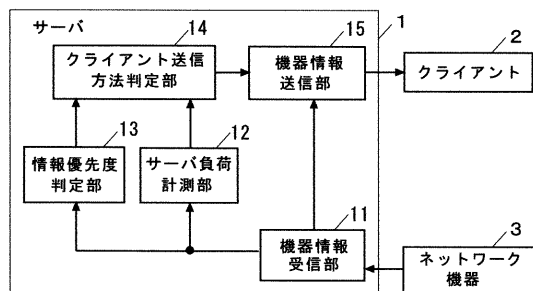 サーバ
14
クライアント送信
方法判定部
15
機器情報
送信部
1
2
クライアント
13
情報優先度
判定部
12
サーバ負荷
計測部
11
機器情報
受信部
3
ネットワーク
機器